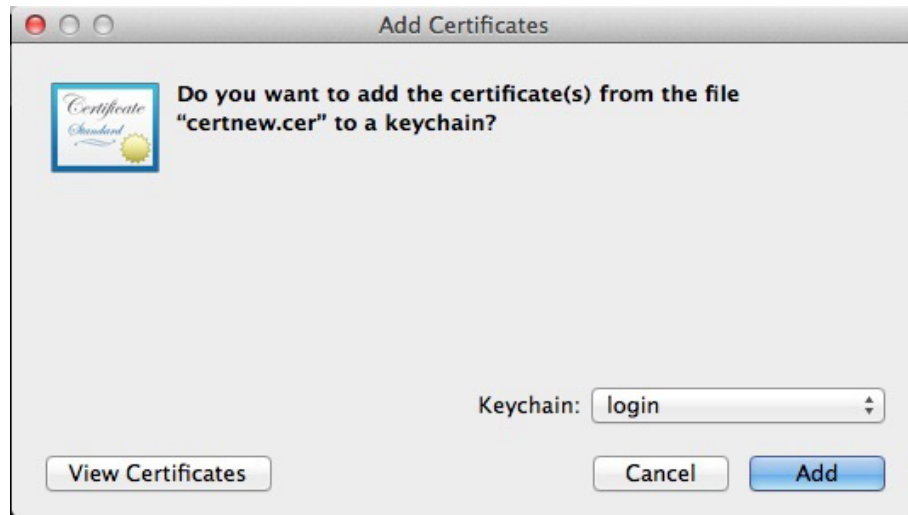 Add Certificates
Certificate
Standard
Do you want to add the certificate(s) from the file
“certnew.cer” to a keychain?
Keychain: login
View Certificates Cancel Add